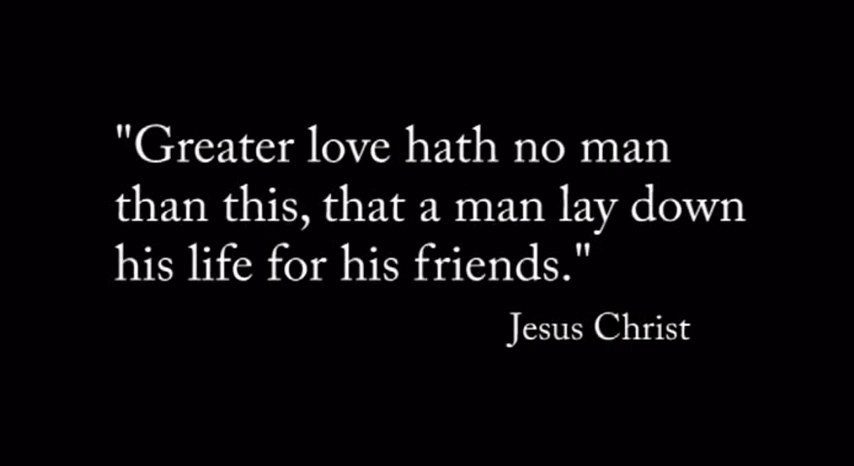 "Greater love hath no man
than this, that a man lay down
his life for his friends."
Jesus Christ